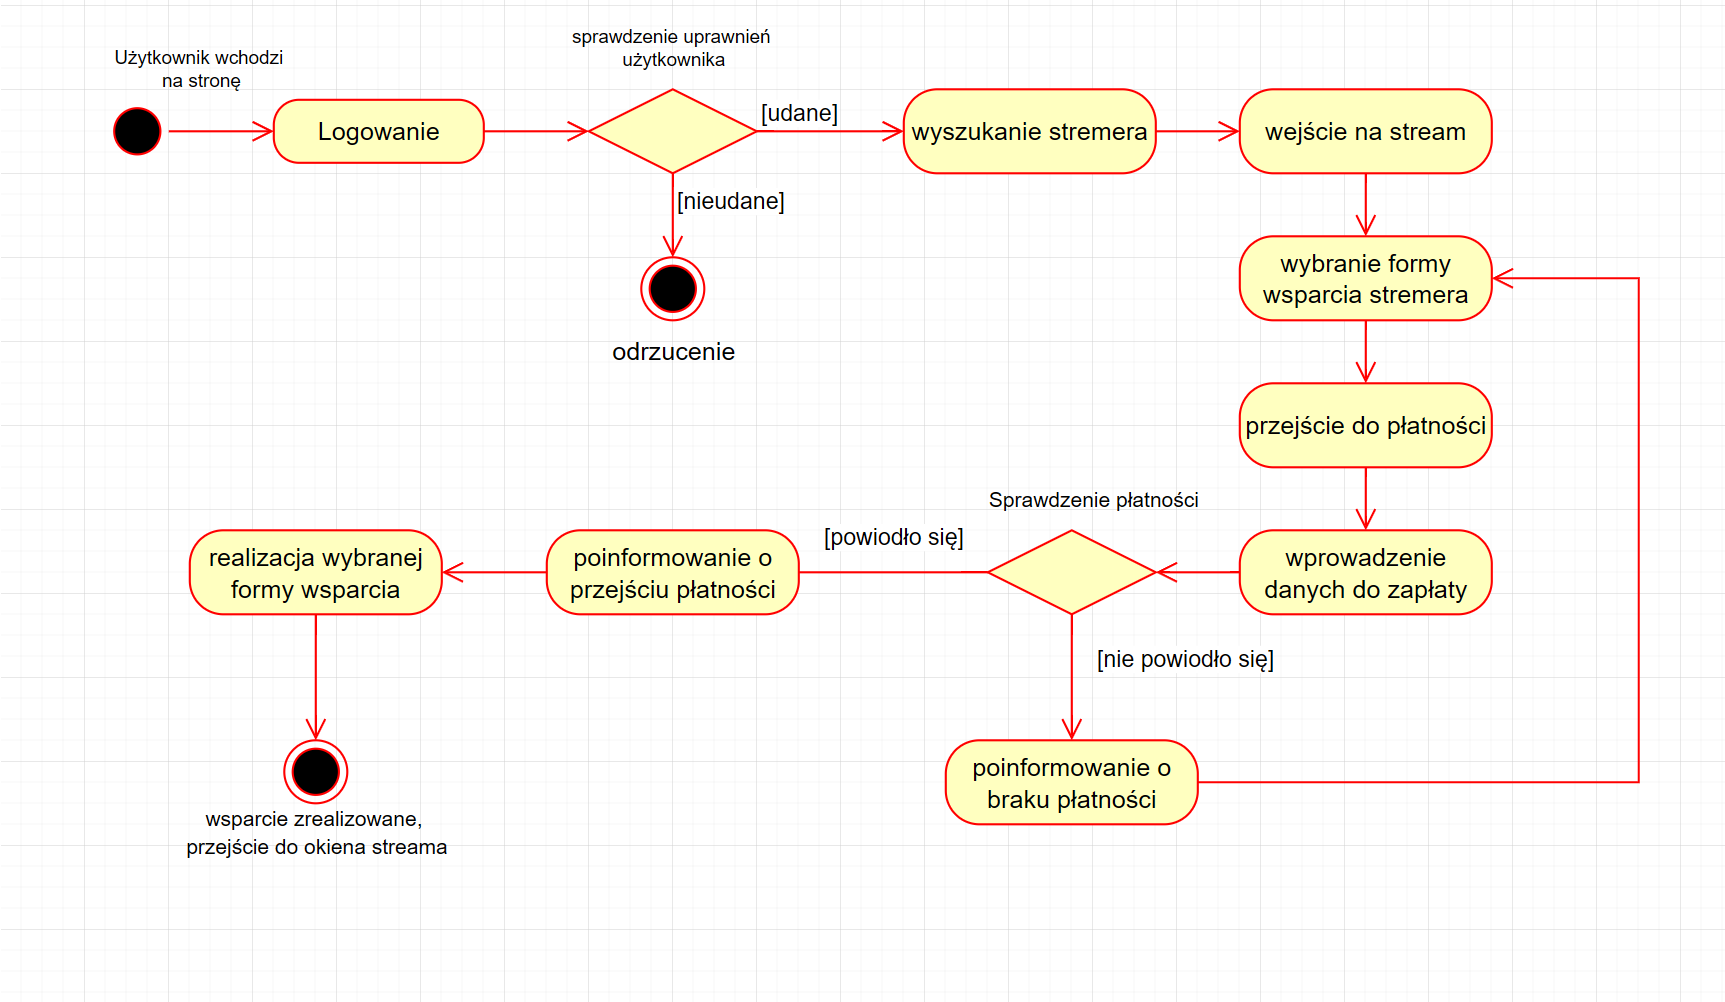 Użytkownik wchodzi
na stronę
sprawdzenie uprawnień
użytkownika
Logowanie
[udane]
wyszukanie stremera
wejście na stream
[nieudane]
odrzucenie
wybranie formy
wsparcia stremera
przejście do płatności
wprowadzenie
danych do zapłaty
Sprawdzenie płatności
[powiodło się]
poinformowanie o
przejściu płatności
realizacja wybranej
formy wsparcia
[nie powiodło się]
poinformowanie o
braku płatności
wsparcie zrealizowane,
przejście do okiena streama